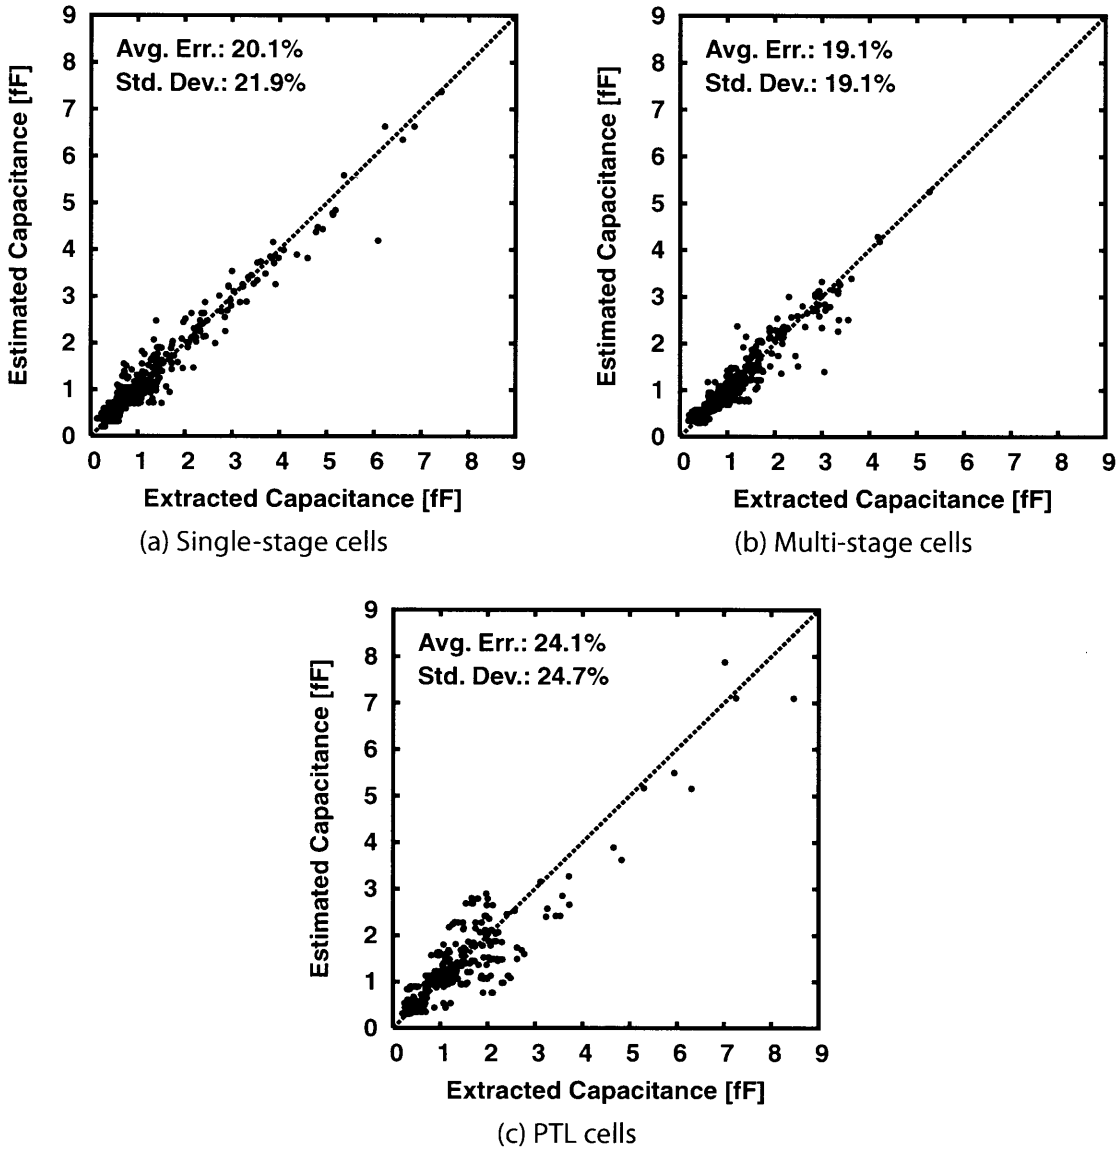 Avg. Err.: 20.1%
Std. Dev.: 21.9%
Estimated Capacitance [fF]
9
8
7
6
5
4
3
2
1
0
0 1 2 3 4 5 6 7 8 9
Extracted Capacitance [fF]
(a) Single-stage cells
Avg. Err.: 19.1%
Std. Dev.: 19.1%
Estimated Capacitance [fF]
9
8
7
6
5
4
3
2
1
0
0 1 2 3 4 5 6 7 8 9
Extracted Capacitance [fF]
(b) Multi-stage cells
Avg. Err.: 24.1%
Std. Dev.: 24.7%
Estimated Capacitance [fF]
9
8
7
6
5
4
3
2
1
0
0 1 2 3 4 5 6 7 8 9
Extracted Capacitance [fF]
(c) PTL cells